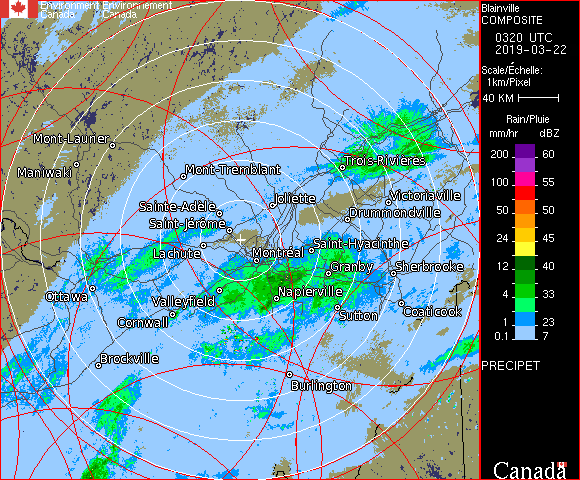 Environment Environnement
Canada Canada
Blainville
COMPOSITE
0320 UTC
2019-03-22
Scale/Échelle:
1km/Pixel
40 KM
Rain/Pluie
mm/hr dBZ
200 60
100 55
50 50
24 45
12 40
4 33
1 23
0.1 7
PRECIPET
Canada
Mont-Laurier
Maniwaki
Mont-Tremblant
Trois-Rivieres
Sainte-Adele
Joliette
Victoriaville
Saint-Jérôme
Drummondville
Lachute
Montréal
Saint-Hyacinthe
Granby
Sherbrooke
Ottawa
Valleyfield
Napierville
Cornwall
Sutton
Coaticook
Brockville
Burlington